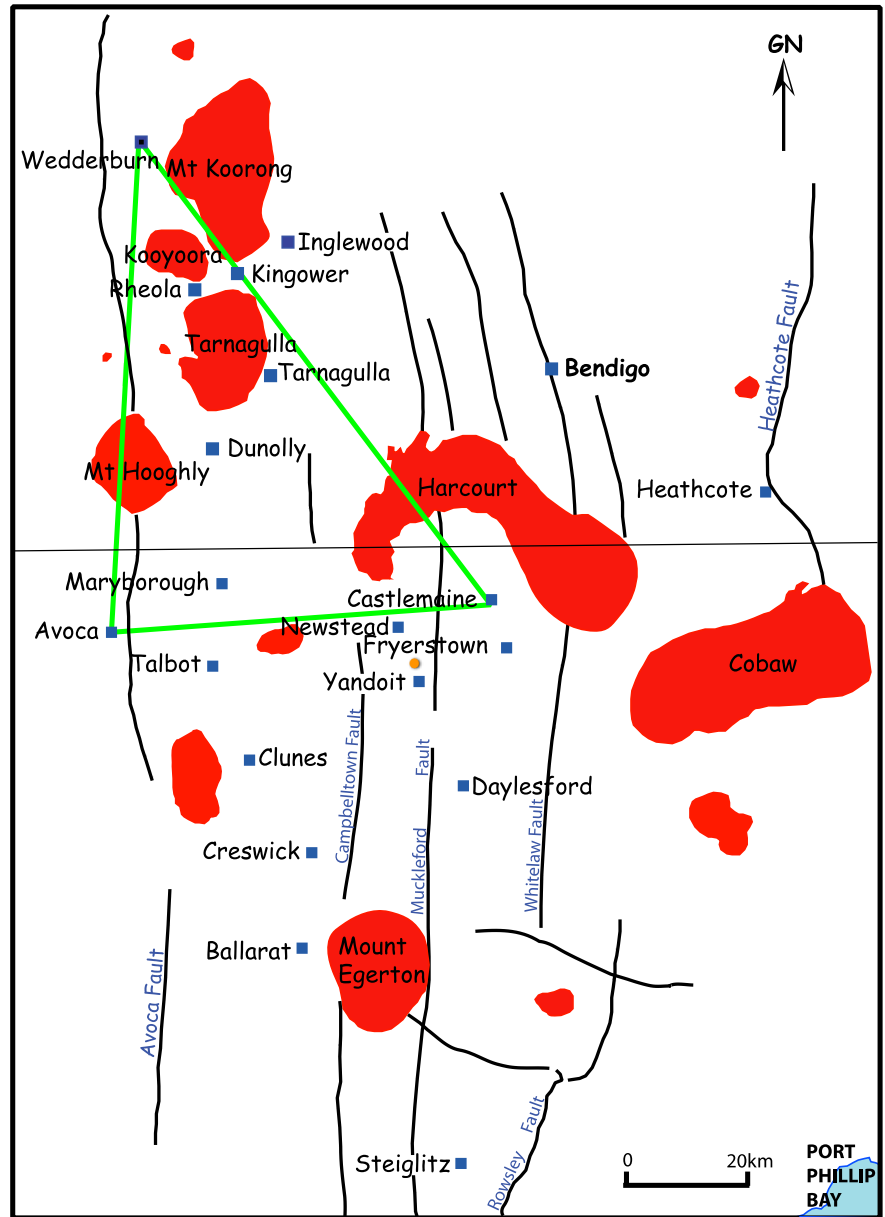 GN
Wedderburn
Mt Koorong
Inglewood
Kooyoora
Kingower
Rheola
Heathcote Fault
Tarnagulla
Tarnagulla
Bendigo
Dunolly
Mt Hooghly
Harcourt
Heathcote
Maryborough
Castlemaine
Avoca
Newstead
Fryerstown
Talbot
Cobaw
Yandoit
Campbelltown Fault
Muckleford Fault
Clunes
Daylesford
Whitelaw Fault
Creswick
Ballarat
Mount
Egerton
Avoca Fault
Rowsley Fault
Steiglitz
0 20km
PORT
PHILLIP
BAY